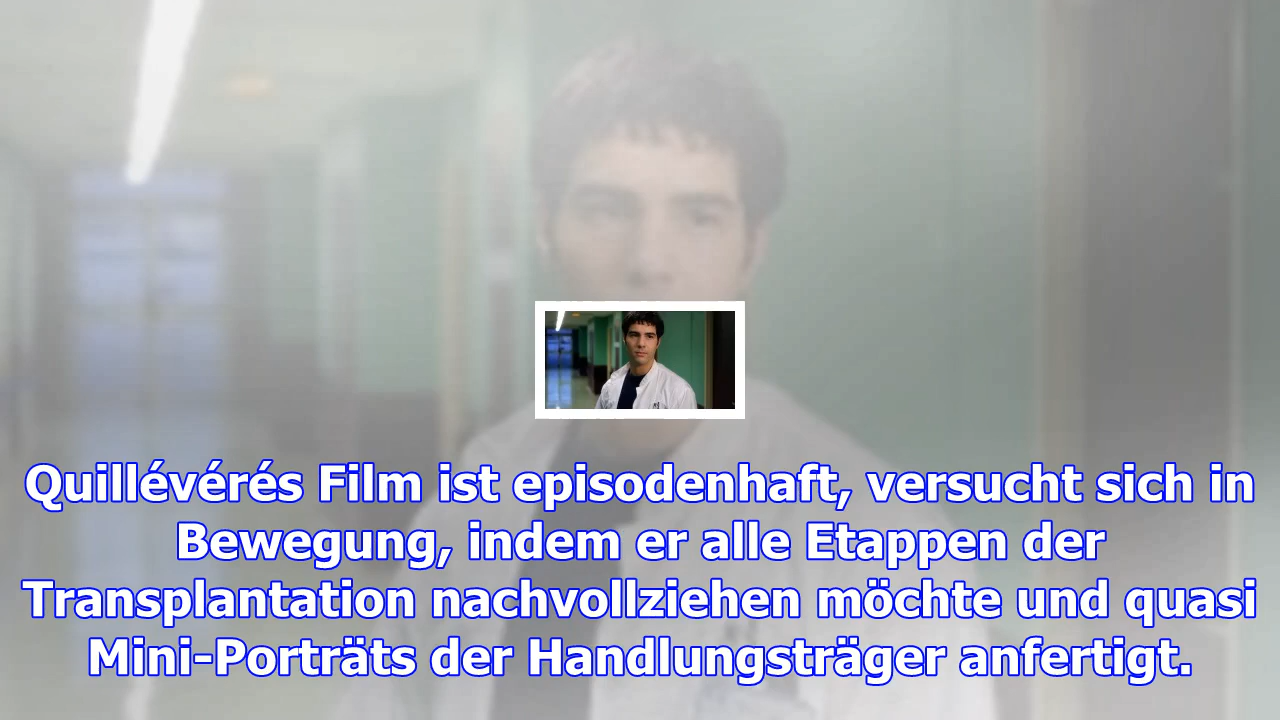 Quillévérés Film ist episodenhaft, versucht sich in
Bewegung, indem er alle Etappen der
Transplantation nachvollziehen möchte und quasi
Mini-Porträts der Handlungsträger anfertigt.